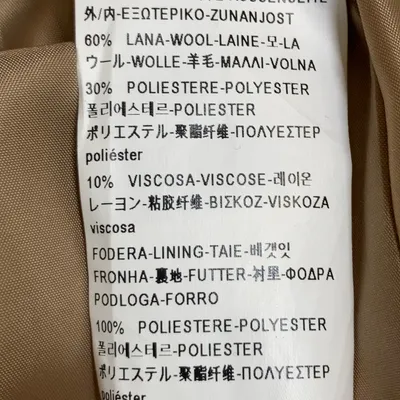 外/内-ΕΞΩΤΕΡΙΚΟ-ZUNANJOST
60% LANA-WOOL-LAINE-모-LA
ウール-WOLLE-羊毛-ΜΑΛΛΙ-VOLNA
30% POLIESTERE-POLYESTER
폴리에스테르-POLIESTER
ポリエステル-聚酯纤维-ΠΟΛΥΕΣΤΕΡ
poliéster
10% VISCOSA-VISCOSE-레이온
レーヨン-粘胶纤维-ΒΙΣΚΟΖ-VISKOZA
viscosa
FODERA-LINING-TAIE-베갯잇
FRONHA-裏地-FUTTER-衬里-ΦΟΔΡΑ
PODLOGA-FORRO
100% POLIESTERE-POLYESTER
폴리에스테르-POLIESTER
ポリエステル-聚酯纤维-ΠΟΛΥΕΣΤΕΡ
poliéster